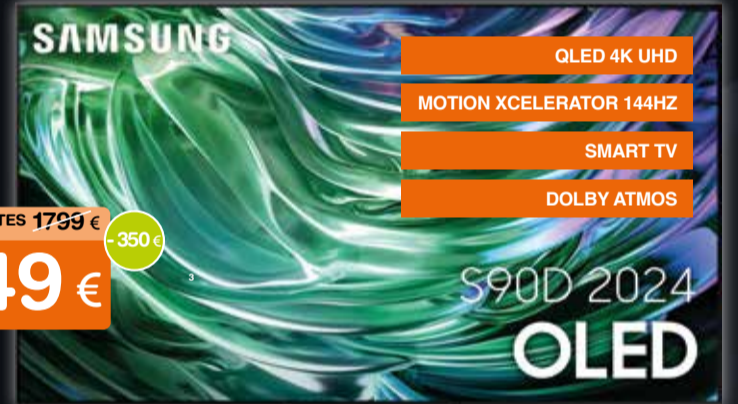 SAMSUNG
QLED 4K UHD
MOTION XCELERATOR 144HZ
SMART TV
DOLBY ATMOS
TES 1799 €
- 350 €
49 €
3
S90D 2024
OLED